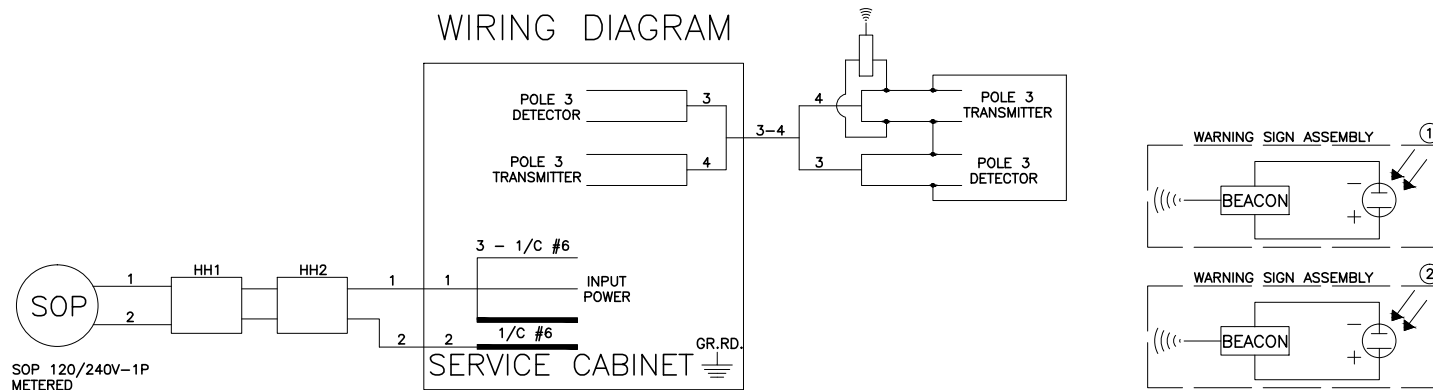 WIRING DIAGRAM
POLE 3
DETECTOR
3
POLE 3
TRANSMITTER
4
3-4
4
POLE 3
TRANSMITTER
3
POLE 3
DETECTOR
3 - 1/C #6
INPUT
POWER
1/C #6
SERVICE CABINET
GR.RD.
SOP
1
2
HH1
HH2
1
1
2
2
SOP 120/240V-1P
METERED
WARNING SIGN ASSEMBLY
1
BEACON
-
+
WARNING SIGN ASSEMBLY
2
BEACON
-
+